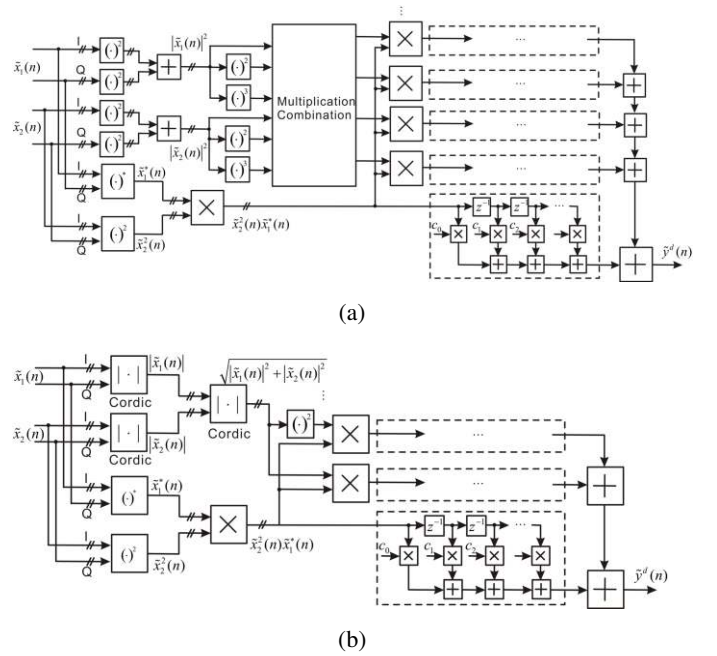 I
(·)²
|x̃₁(n)|²
x̃₁(n)
Q
(·)²
+
(·)²
(·)³
⋮
×
...
I
(·)²
x̃₂(n)
Q
(·)²
+
|x̃₂(n)|²
(·)²
(·)³
Multiplication
Combination
×
...
+
×
...
+
×
...
+
I
Q
(·)*
x̃₁*(n)
I
Q
(·)²
x̃₂²(n)
×
x̃₂²(n)x̃₁*(n)
z⁻¹
z⁻¹
...
c₀
×
c₁
×
c₂
×
×
+
+
+
+
ỹᵈ(n)
(a)
x̃₁(n)
I
Q
|·|
Cordic
|x̃₁(n)|
√|x̃₁(n)|²+|x̃₂(n)|²
|·|
Cordic
⋮
(·)²
×
...
x̃₂(n)
I
Q
|·|
Cordic
|x̃₂(n)|
×
...
+
I
Q
(·)*
x̃₁*(n)
I
Q
(·)²
x̃₂²(n)
×
x̃₂²(n)x̃₁*(n)
z⁻¹
z⁻¹
...
c₀
×
c₁
×
c₂
×
×
+
+
+
+
ỹᵈ(n)
(b)